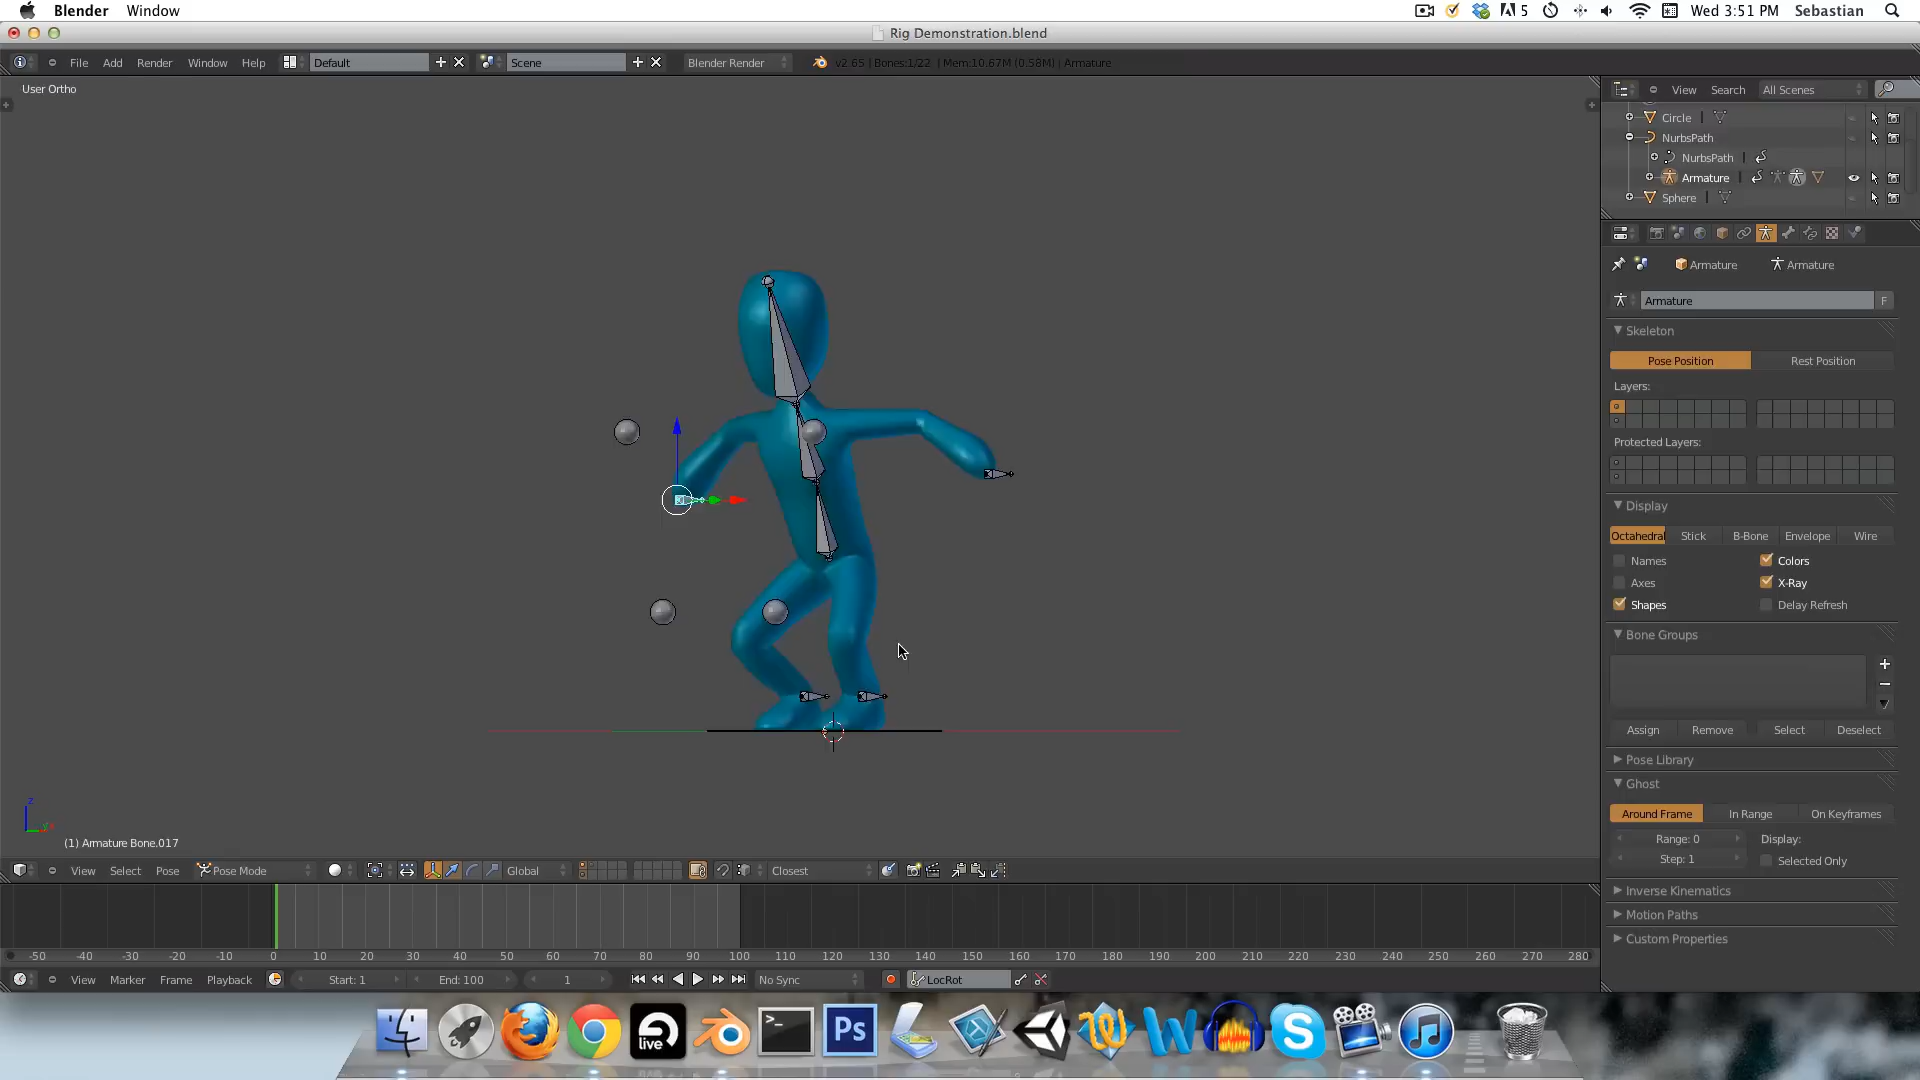 Blender Window 5 Wed 3:51 PM Sebastian
Rig Demonstration.blend
File Add Render Window Help Default Scene Blender Render v2.65 | Bones:1/22 | Mem:10.67M (0.58M) | Armature
User Ortho
View Search All Scenes
Circle
NurbsPath
NurbsPath
Armature
Sphere
Armature Armature
Armature F
Skeleton
Pose Position Rest Position
Layers:
Protected Layers:
Display
Octahedral Stick B-Bone Envelope Wire
Names Colors
Axes X-Ray
Shapes Delay Refresh
Bone Groups
Assign Remove Select Deselect
Pose Library
Ghost
Around Frame In Range On Keyframes
Range: 0 Display:
Step: 1 Selected Only
Inverse Kinematics
Motion Paths
Custom Properties
z
(1) Armature Bone.017
View Select Pose Pose Mode Global Closest
-50 -40 -30 -20 -10 0 10 20 30 40 50 60 70 80 90 100 110 120 130 140 150 160 170 180 190 200 210 220 230 240 250 260 270 280
View Marker Frame Playback Start: 1 End: 100 1 No Sync LocRot
live
>_
Ps
W